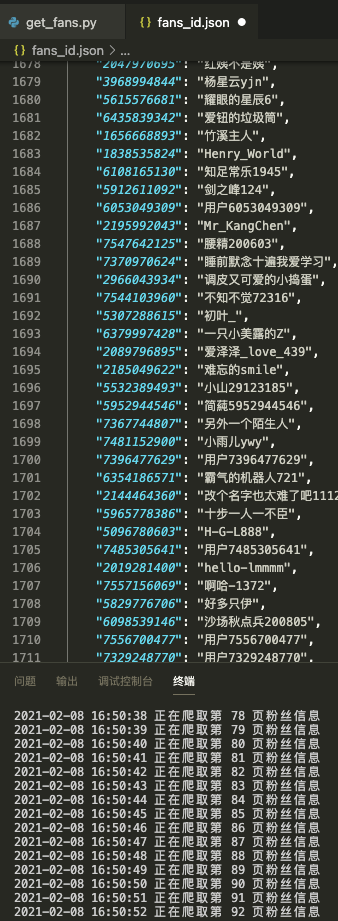 get_fans.py
{} fans_id.json ●
{} fans_id.json > ...
1678 "2047970695": "红姨不是姨",
1679 "3968994844": "杨星云yjn",
1680 "5615576681": "耀眼的星辰6",
1681 "6435839342": "爱钮的垃圾筒",
1682 "1656668893": "竹溪主人",
1683 "1838535824": "Henry_World",
1684 "6108165130": "知足常乐1945",
1685 "5912611092": "剑之峰124",
1686 "6053049309": "用户6053049309",
1687 "2195992043": "Mr_KangChen",
1688 "7547642125": "腰精200603",
1689 "7370970624": "睡前默念十遍我爱学习",
1690 "2966043934": "调皮又可爱的小捣蛋",
1691 "7544103960": "不知不觉72316",
1692 "5307288615": "初叶_",
1693 "6379997428": "一只小美露的Z",
1694 "2089796895": "爱泽泽_love_439",
1695 "2185049622": "难忘的smile",
1696 "5532389493": "小山29123185",
1697 "5952944546": "简蒓5952944546",
1698 "7367744807": "另外一个陌生人",
1699 "7481152900": "小雨儿ywy",
1700 "7396477629": "用户7396477629",
1701 "6354186571": "霸气的机器人721",
1702 "2144464360": "改个名字也太难了吧1112
1703 "5965778386": "十步一人一不臣",
1704 "5096780603": "H-G-L888",
1705 "7485305641": "用户7485305641",
1706 "2019281400": "hello-lmmmm",
1707 "7557156069": "啊哈-1372",
1708 "5829776706": "好多只伊",
1709 "6098539146": "沙场秋点兵200805",
1710 "7556700477": "用户7556700477",
1711 "7329248770": "用户7329248770",
问题 输出 调试控制台 终端
2021-02-08 16:50:38 正在爬取第 78 页粉丝信息
2021-02-08 16:50:39 正在爬取第 79 页粉丝信息
2021-02-08 16:50:40 正在爬取第 80 页粉丝信息
2021-02-08 16:50:41 正在爬取第 81 页粉丝信息
2021-02-08 16:50:42 正在爬取第 82 页粉丝信息
2021-02-08 16:50:43 正在爬取第 83 页粉丝信息
2021-02-08 16:50:44 正在爬取第 84 页粉丝信息
2021-02-08 16:50:45 正在爬取第 85 页粉丝信息
2021-02-08 16:50:46 正在爬取第 86 页粉丝信息
2021-02-08 16:50:47 正在爬取第 87 页粉丝信息
2021-02-08 16:50:48 正在爬取第 88 页粉丝信息
2021-02-08 16:50:49 正在爬取第 89 页粉丝信息
2021-02-08 16:50:50 正在爬取第 90 页粉丝信息
2021-02-08 16:50:51 正在爬取第 91 页粉丝信息
2021-02-08 16:50:52 正在爬取第 92 页粉丝信息